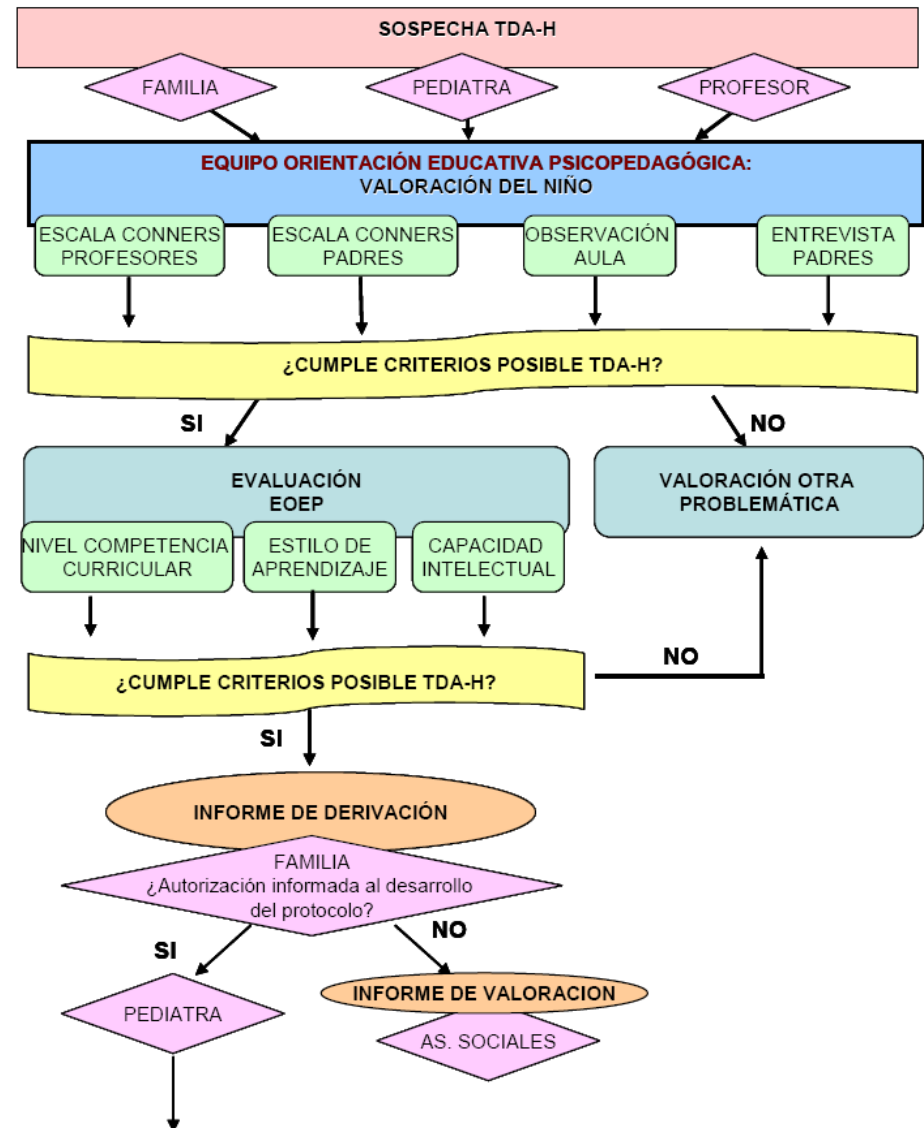 SOSPECHA TDA-H
FAMILIA
PEDIATRA
PROFESOR
EQUIPO ORIENTACIÓN EDUCATIVA PSICOPEDAGÓGICA:
VALORACIÓN DEL NIÑO
ESCALA CONNERS
PROFESORES
ESCALA CONNERS
PADRES
OBSERVACIÓN
AULA
ENTREVISTA
PADRES
¿CUMPLE CRITERIOS POSIBLE TDA-H?
SI
NO
EVALUACIÓN
EOEP
VALORACIÓN OTRA
PROBLEMÁTICA
NIVEL COMPETENCIA
CURRICULAR
ESTILO DE
APRENDIZAJE
CAPACIDAD
INTELECTUAL
¿CUMPLE CRITERIOS POSIBLE TDA-H?
NO
SI
INFORME DE DERIVACIÓN
FAMILIA
¿Autorización informada al desarrollo
del protocolo?
SI
NO
PEDIATRA
INFORME DE VALORACION
AS. SOCIALES